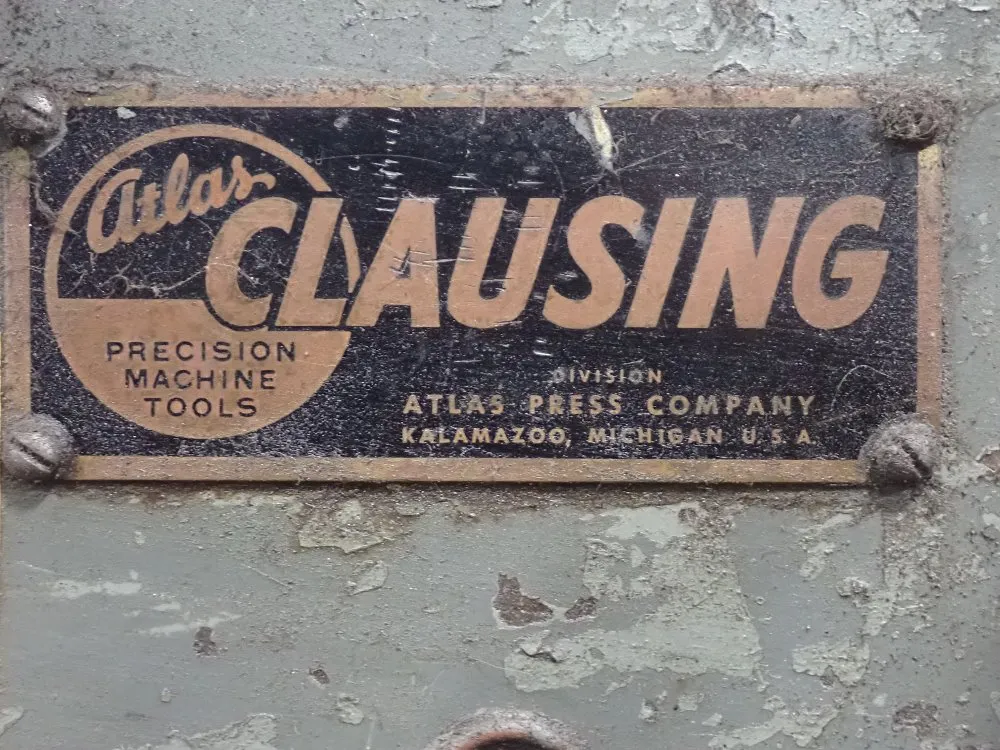 Atlas
CLAUSING
PRECISION
MACHINE
TOOLS
DIVISION
ATLAS PRESS COMPANY
KALAMAZOO, MICHIGAN U.S.A.